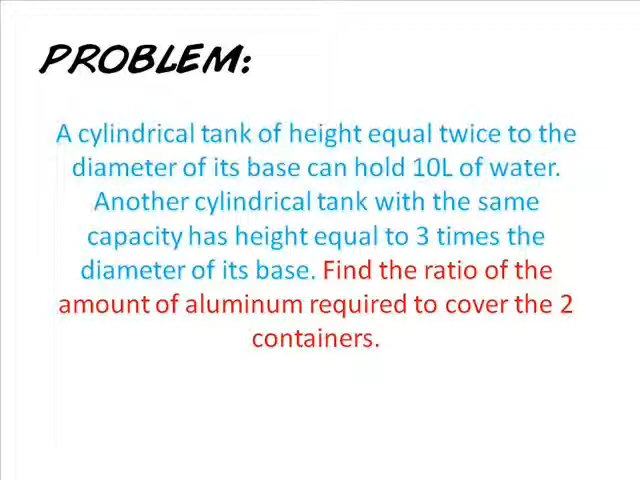 PROBLEM:
A cylindrical tank of height equal twice to the
diameter of its base can hold 10L of water.
Another cylindrical tank with the same
capacity has height equal to 3 times the
diameter of its base. Find the ratio of the
amount of aluminum required to cover the 2
containers.